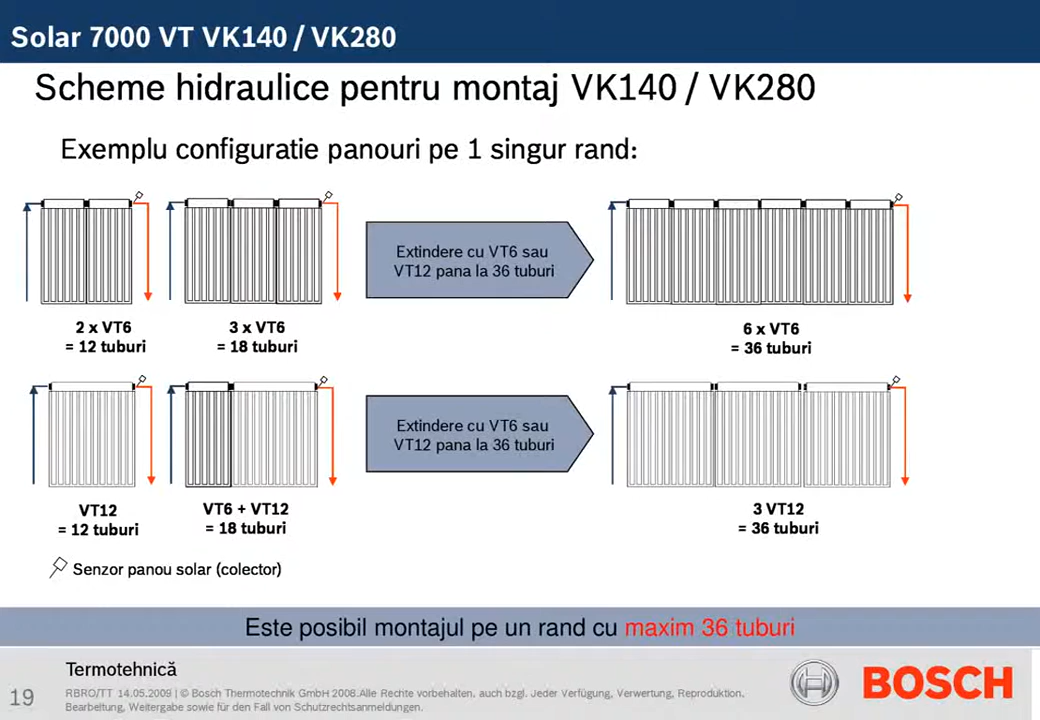 Solar 7000 VT VK140 / VK280
Scheme hidraulice pentru montaj VK140 / VK280
Exemplu configuratie panouri pe 1 singur rand:
Extindere cu VT6 sau
VT12 pana la 36 tuburi
2 x VT6
= 12 tuburi
3 x VT6
= 18 tuburi
6 x VT6
= 36 tuburi
Extindere cu VT6 sau
VT12 pana la 36 tuburi
VT12
= 12 tuburi
VT6 + VT12
= 18 tuburi
3 VT12
= 36 tuburi
Senzor panou solar (colector)
Este posibil montajul pe un rand cu maxim 36 tuburi
Termotehnică
19
RBRO/TT 14.05.2009 | © Bosch Thermotechnik GmbH 2008.Alle Rechte vorbehalten, auch bzgl. Jeder Verfügung, Verwertung, Reproduktion,
Bearbeitung, Weitergabe sowie für den Fall von Schutzrechtsanmeldungen.
BOSCH